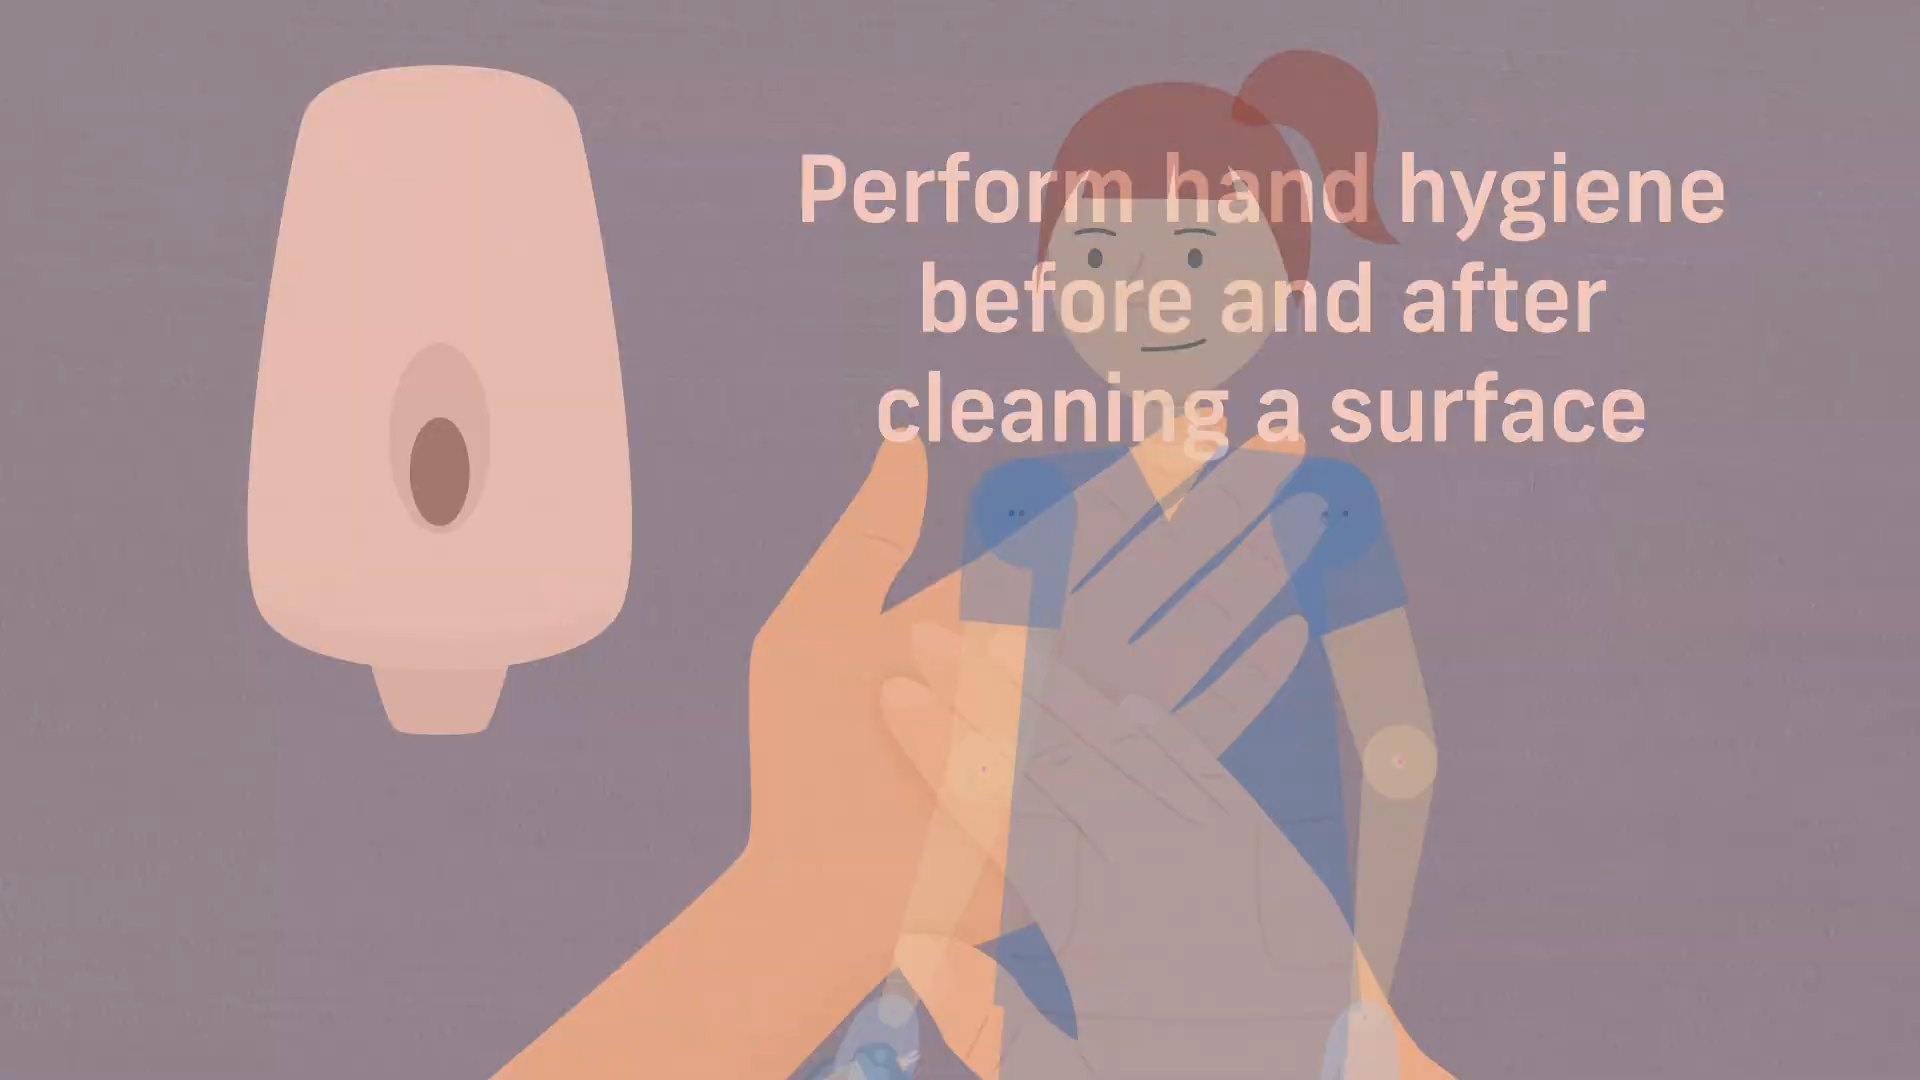 Perform hand hygiene
before and after
cleaning a surface